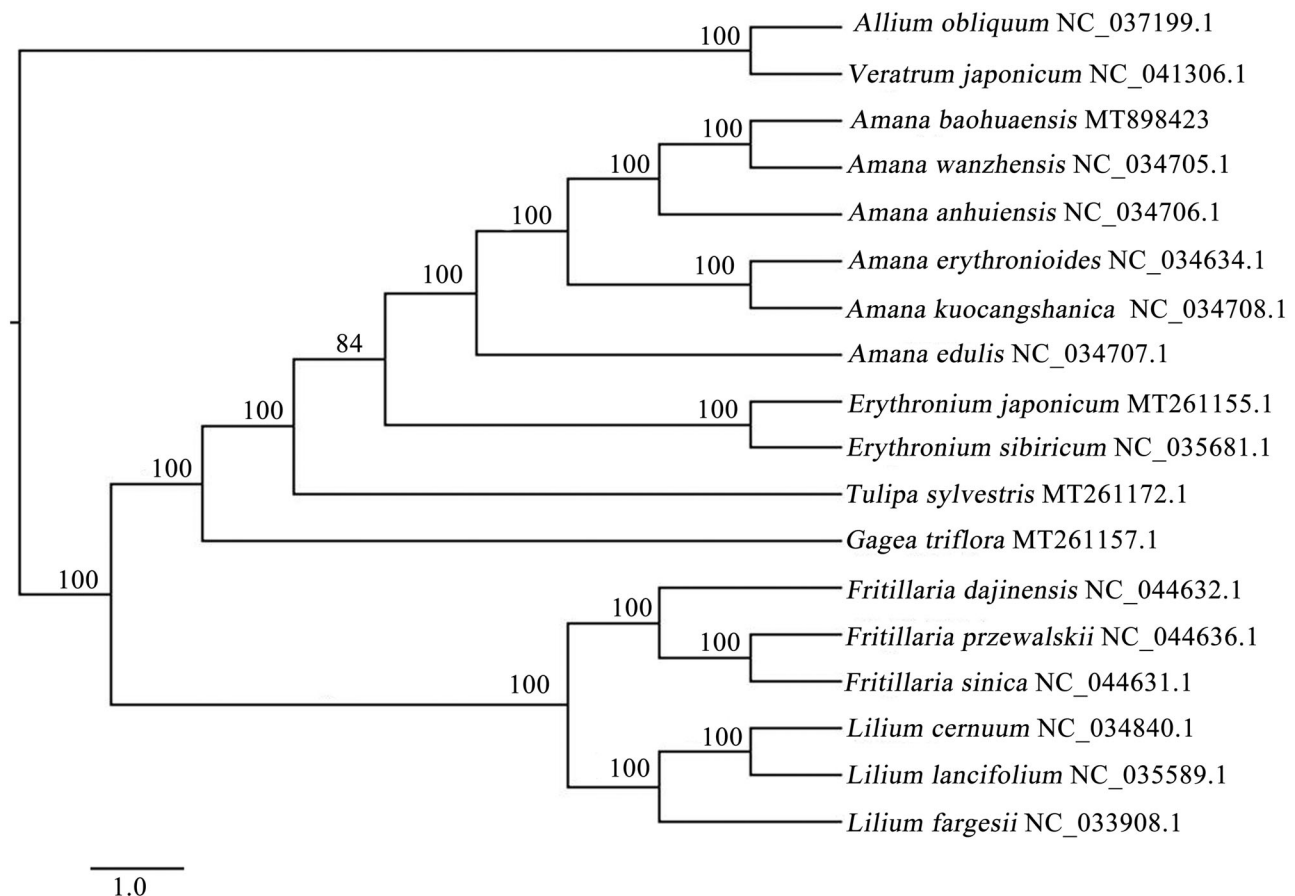 100
Allium obliquum NC_037199.1
Veratrum japonicum NC_041306.1
100
Amana baohuaensis MT898423
100
Amana wanzhensis NC_034705.1
100
Amana anhuiensis NC_034706.1
100
Amana erythronioides NC_034634.1
100
Amana kuocangshanica NC_034708.1
84
Amana edulis NC_034707.1
100
Erythronium japonicum MT261155.1
100
Erythronium sibiricum NC_035681.1
100
Tulipa sylvestris MT261172.1
Gagea triflora MT261157.1
100
Fritillaria dajinensis NC_044632.1
100
100
Fritillaria przewalskii NC_044636.1
100
Fritillaria sinica NC_044631.1
100
Lilium cernuum NC_034840.1
100
Lilium lancifolium NC_035589.1
Lilium fargesii NC_033908.1
1.0